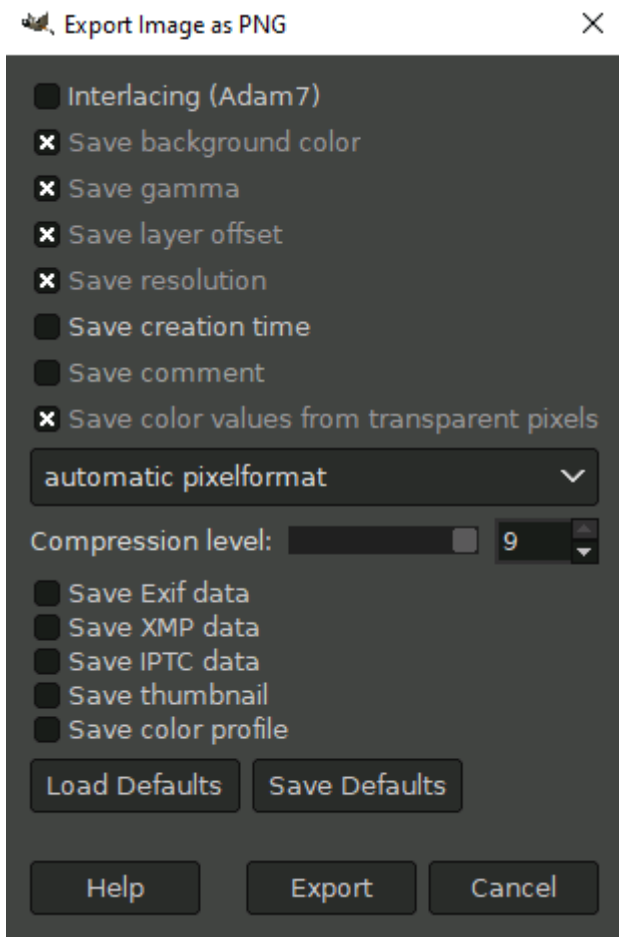 Export Image as PNG
Interlacing (Adam7)
Save background color
Save gamma
Save layer offset
Save resolution
Save creation time
Save comment
Save color values from transparent pixels
automatic pixelformat
Compression level: 9
Save Exif data
Save XMP data
Save IPTC data
Save thumbnail
Save color profile
Load Defaults Save Defaults
Help Export Cancel